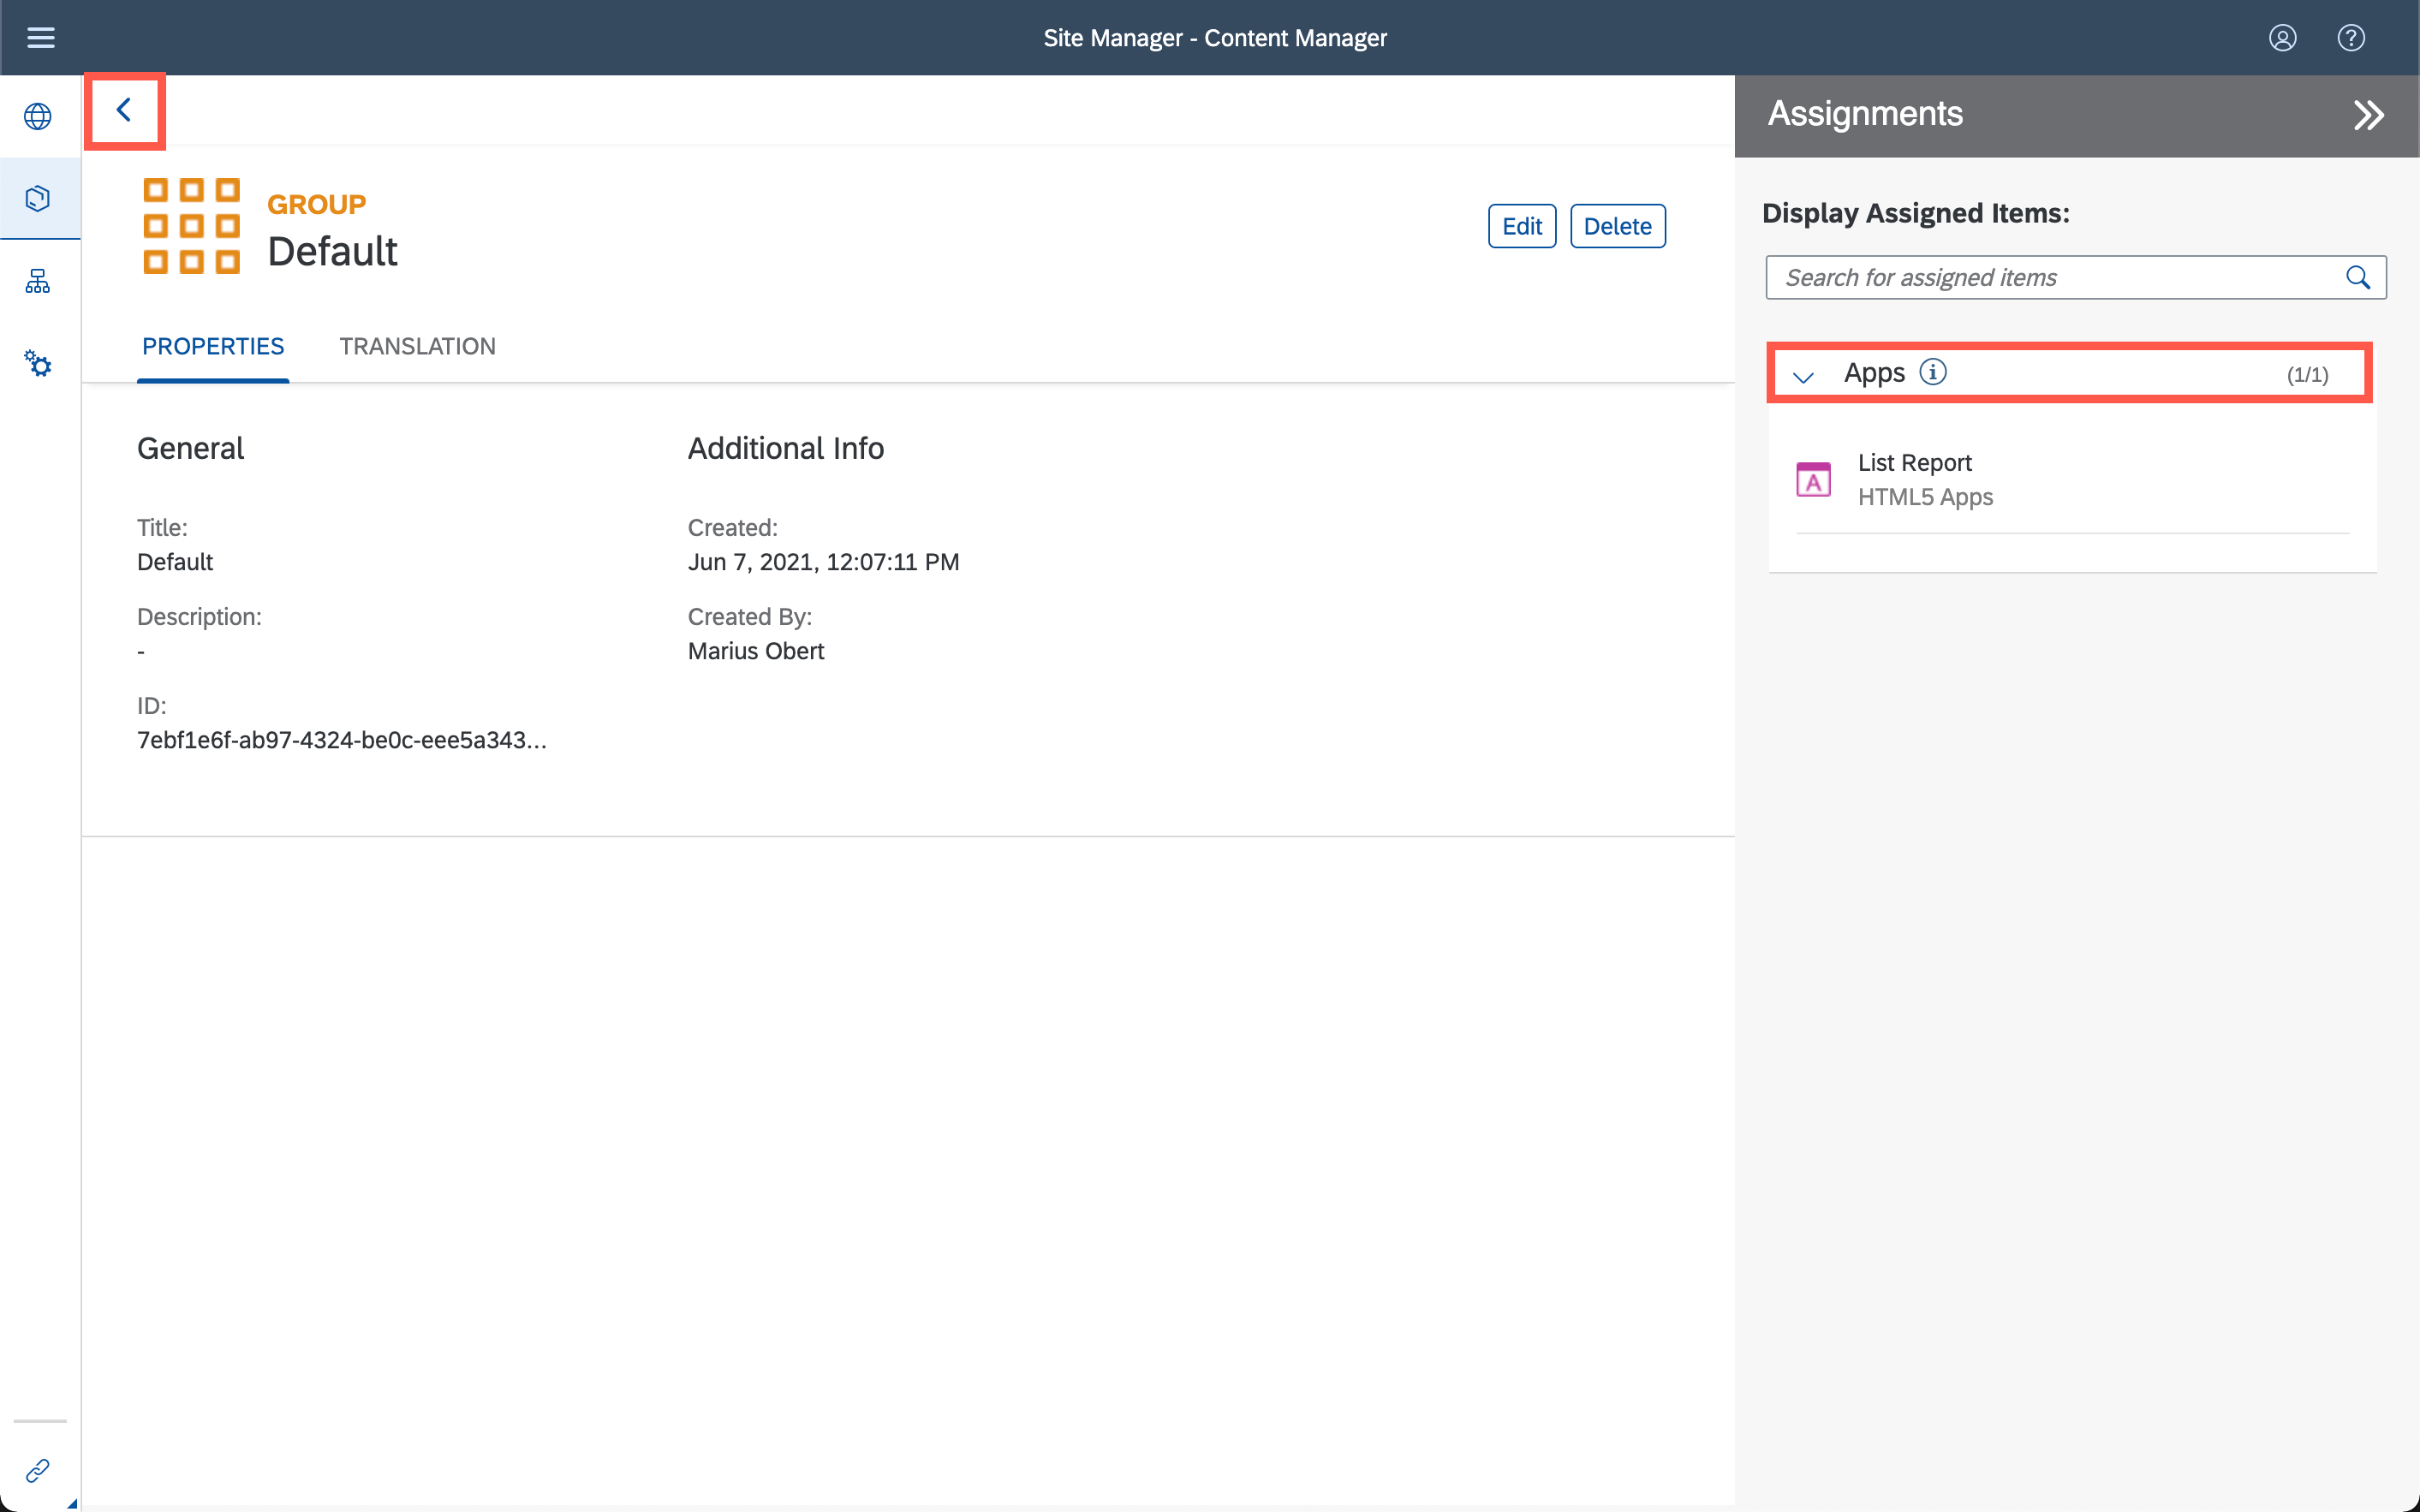 Site Manager - Content Manager
GROUP
Default
Edit
Delete
PROPERTIES
TRANSLATION
General
Title:
Default
Description:
-
ID:
7ebf1e6f-ab97-4324-be0c-eee5a343...
Additional Info
Created:
Jun 7, 2021, 12:07:11 PM
Created By:
Marius Obert
Assignments
Display Assigned Items:
Search for assigned items
Apps
(1/1)
List Report
HTML5 Apps